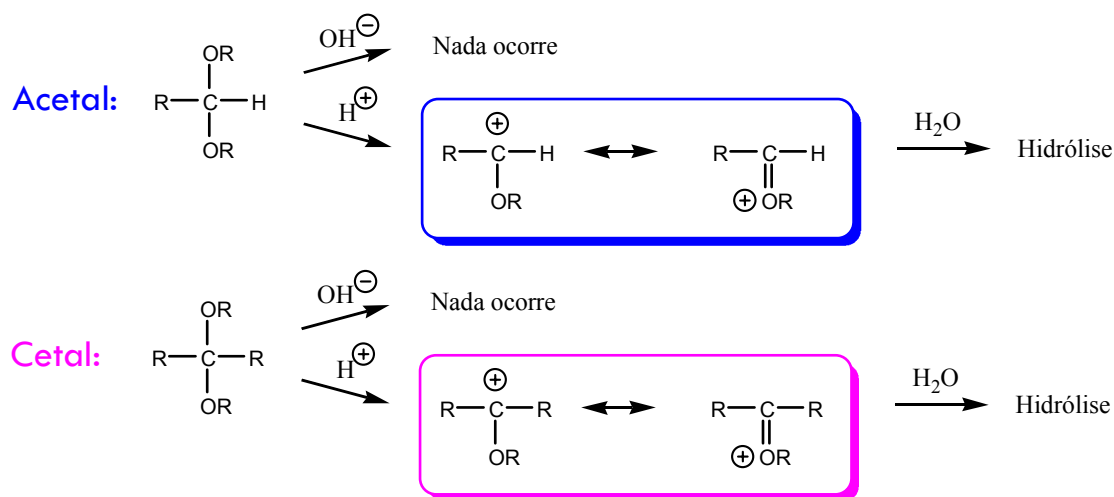 OH⊖
Nada ocorre
Acetal:
OR
R C H
OR
H⊕
⊕
R C H
OR
R C H
⊕ OR
H2O
Hidrólise
OH⊖
Nada ocorre
Cetal:
OR
R C R
OR
H⊕
⊕
R C R
OR
R C R
⊕ OR
H2O
Hidrólise